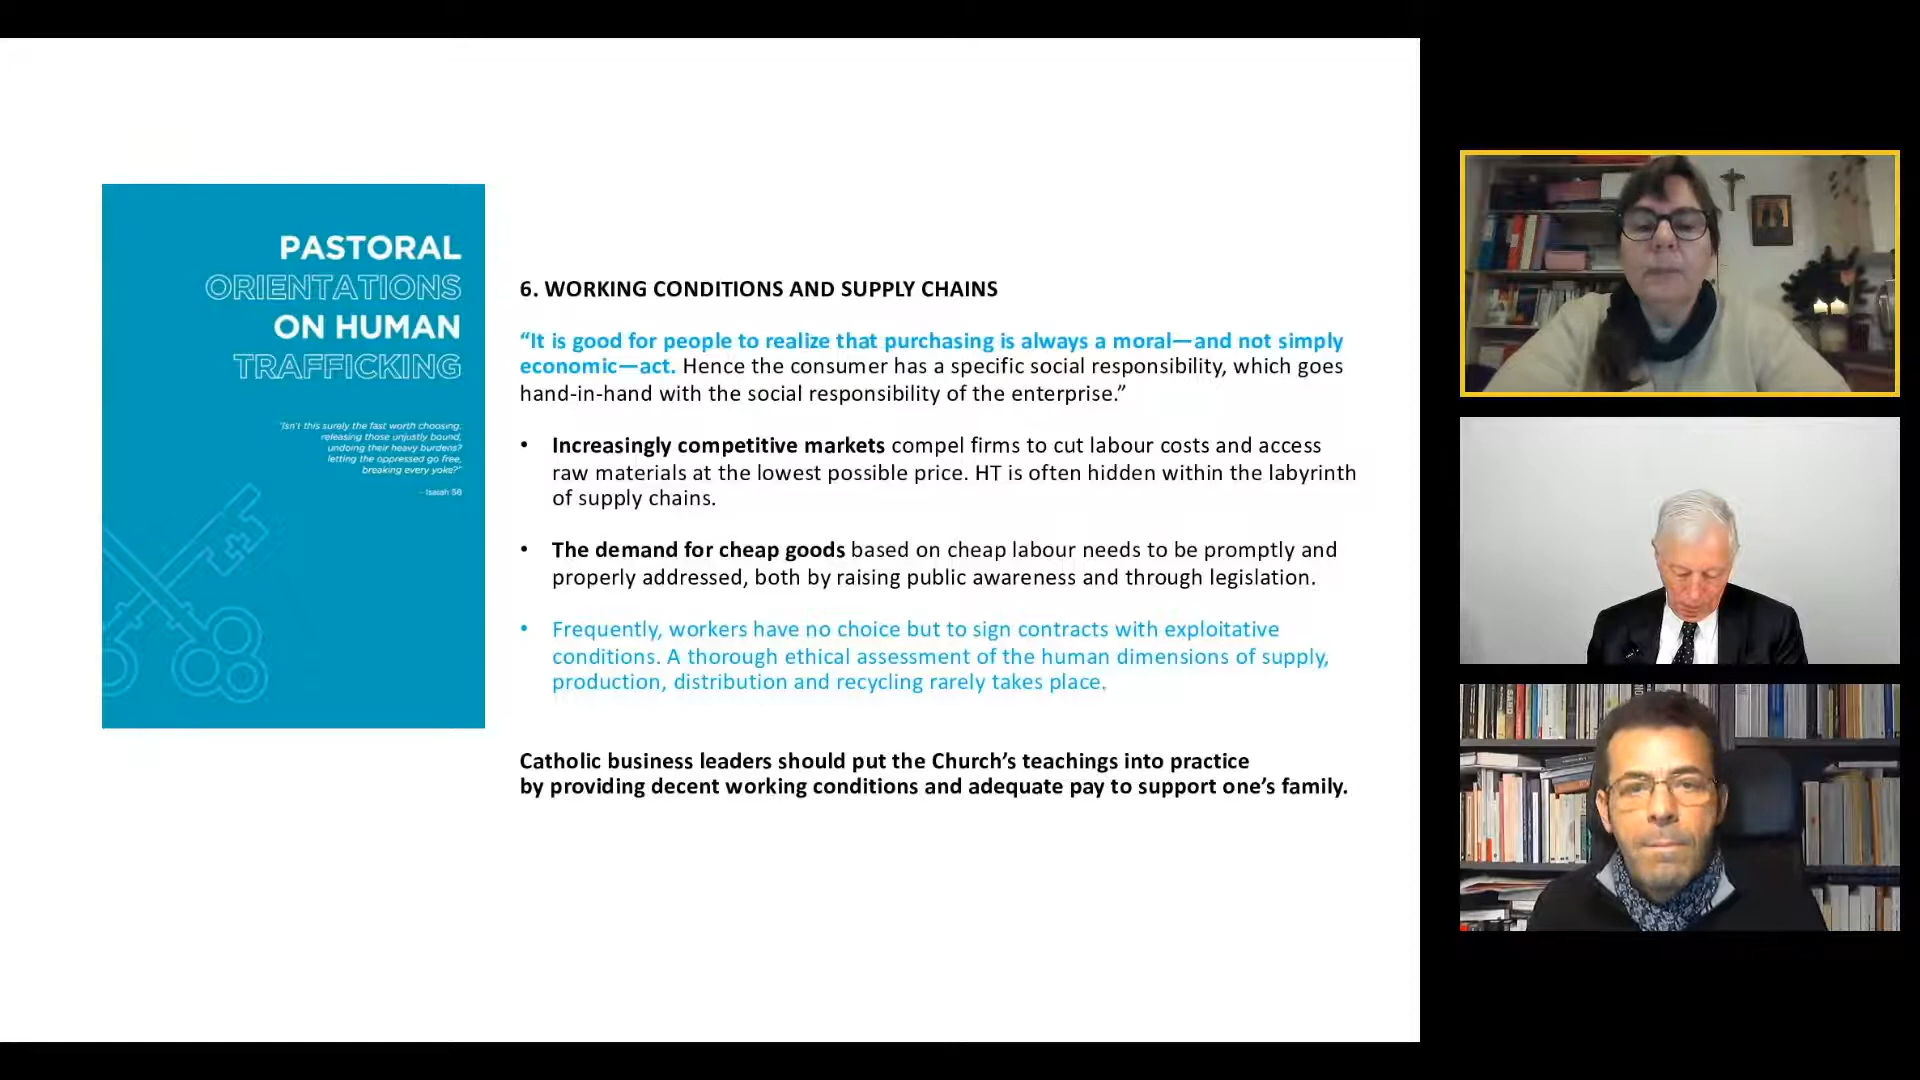 PASTORAL
ORIENTATIONS
ON HUMAN
TRAFFICKING
"Isn't this surely the fast worth choosing:
releasing those unjustly bound,
undoing their heavy burdens?
letting the oppressed go free,
breaking every yoke?"
– Isaiah 58
6. WORKING CONDITIONS AND SUPPLY CHAINS
“It is good for people to realize that purchasing is always a moral—and not simply
economic—act. Hence the consumer has a specific social responsibility, which goes
hand-in-hand with the social responsibility of the enterprise.”
• Increasingly competitive markets compel firms to cut labour costs and access
raw materials at the lowest possible price. HT is often hidden within the labyrinth
of supply chains.
• The demand for cheap goods based on cheap labour needs to be promptly and
properly addressed, both by raising public awareness and through legislation.
• Frequently, workers have no choice but to sign contracts with exploitative
conditions. A thorough ethical assessment of the human dimensions of supply,
production, distribution and recycling rarely takes place.
Catholic business leaders should put the Church’s teachings into practice
by providing decent working conditions and adequate pay to support one’s family.